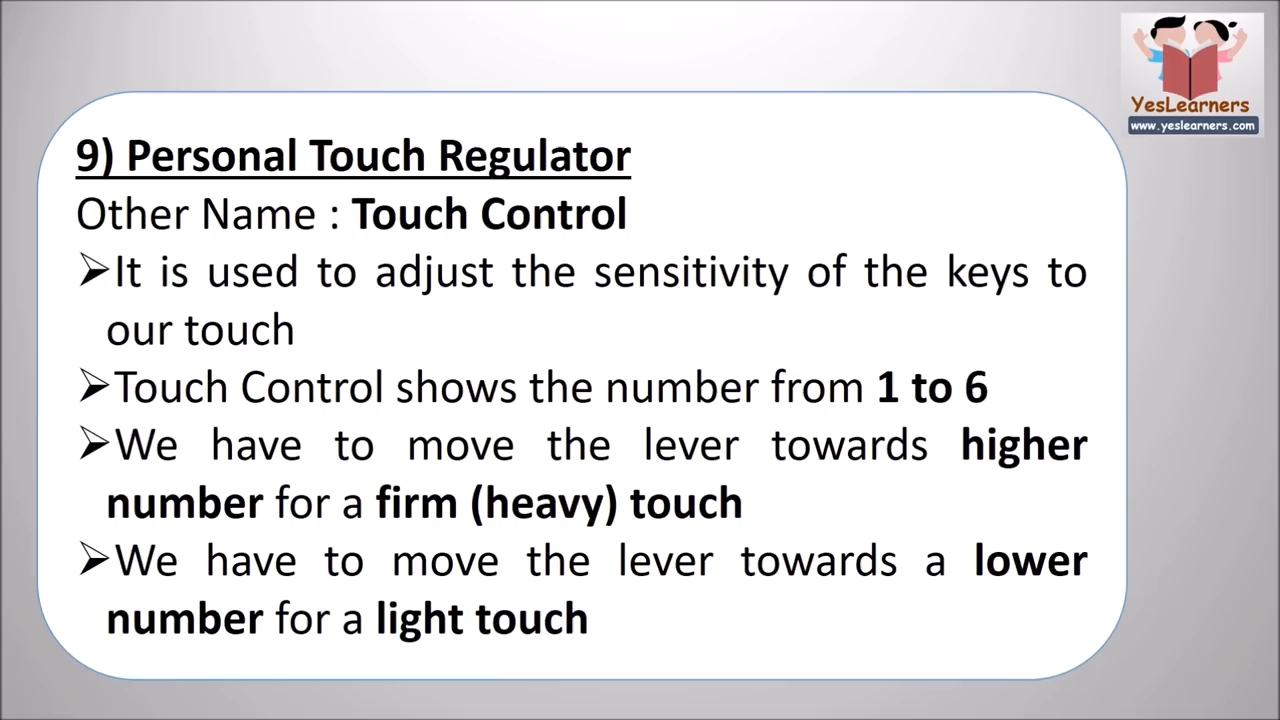 YesLearners
www.yeslearners.com
9) Personal Touch Regulator
Other Name : Touch Control
➢It is used to adjust the sensitivity of the keys to
our touch
➢Touch Control shows the number from 1 to 6
➢We have to move the lever towards higher
number for a firm (heavy) touch
➢We have to move the lever towards a lower
number for a light touch